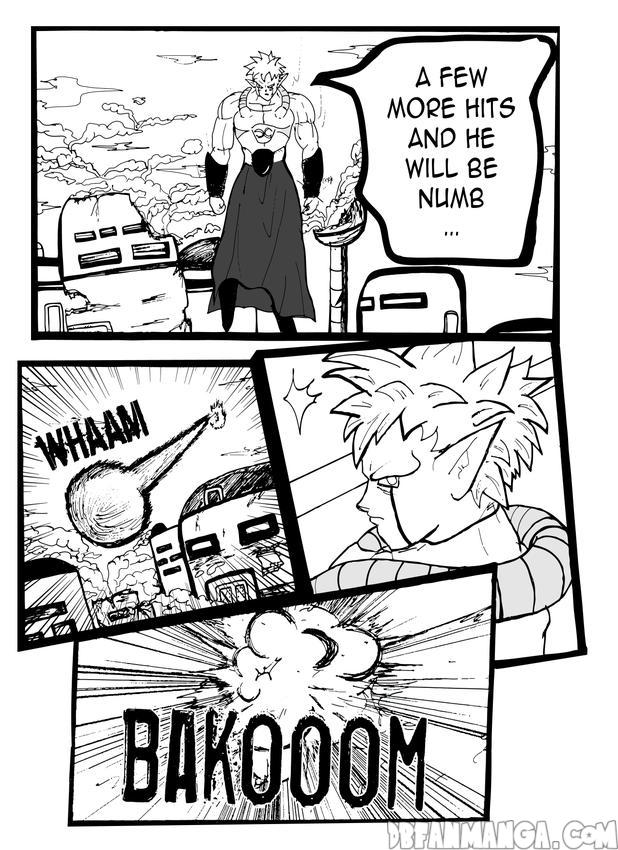 A FEW
MORE HITS
AND HE
WILL BE
NUMB
...
WHAAM
BAKOOOM
DBFANMANGA.COM